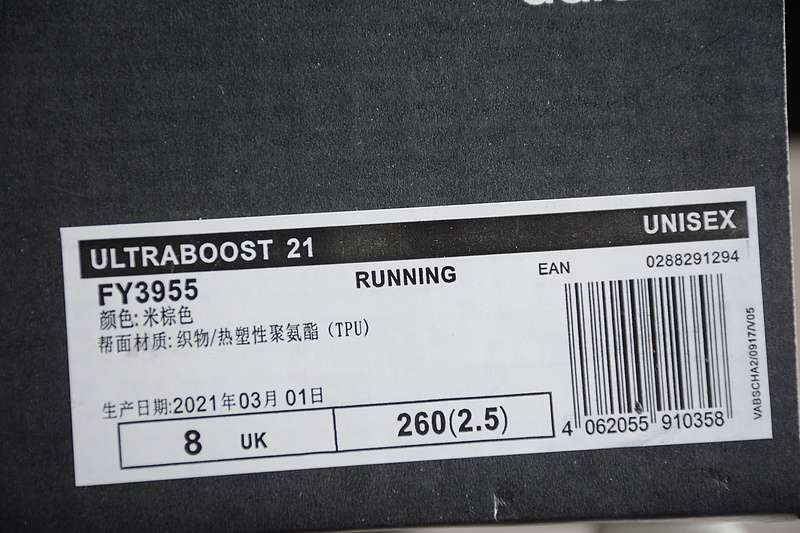 ULTRABOOST 21 UNISEX
FY3955 RUNNING EAN 0288291294
颜色: 米棕色
帮面材质: 织物/热塑性聚氨酯（TPU）
生产日期:2021年03月 01日
8 UK 260(2.5)
4 062055 910358
VABSCHA2/0917/V05